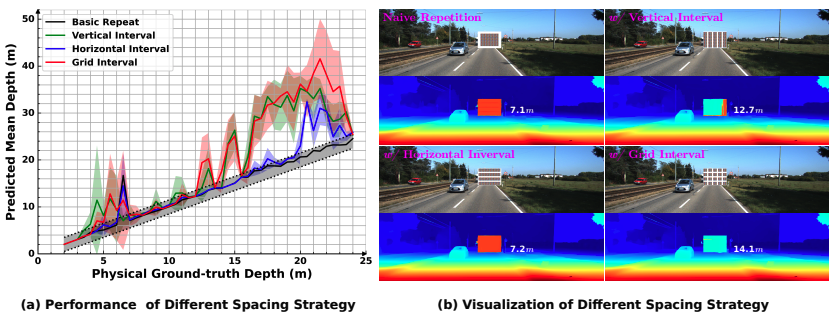 Predicted Mean Depth (m)
50
40
30
20
10
0
Basic Repeat
Vertical Interval
Horizontal Interval
Grid Interval
0 5 10 15 20 25
Physical Ground-truth Depth (m)
(a) Performance of Different Spacing Strategy
Naive Repetition
w. Vertical Interval
7.1m
12.7m
w. Horizontal Inverval
w. Grid Interval
7.2m
14.1m
(b) Visualization of Different Spacing Strategy